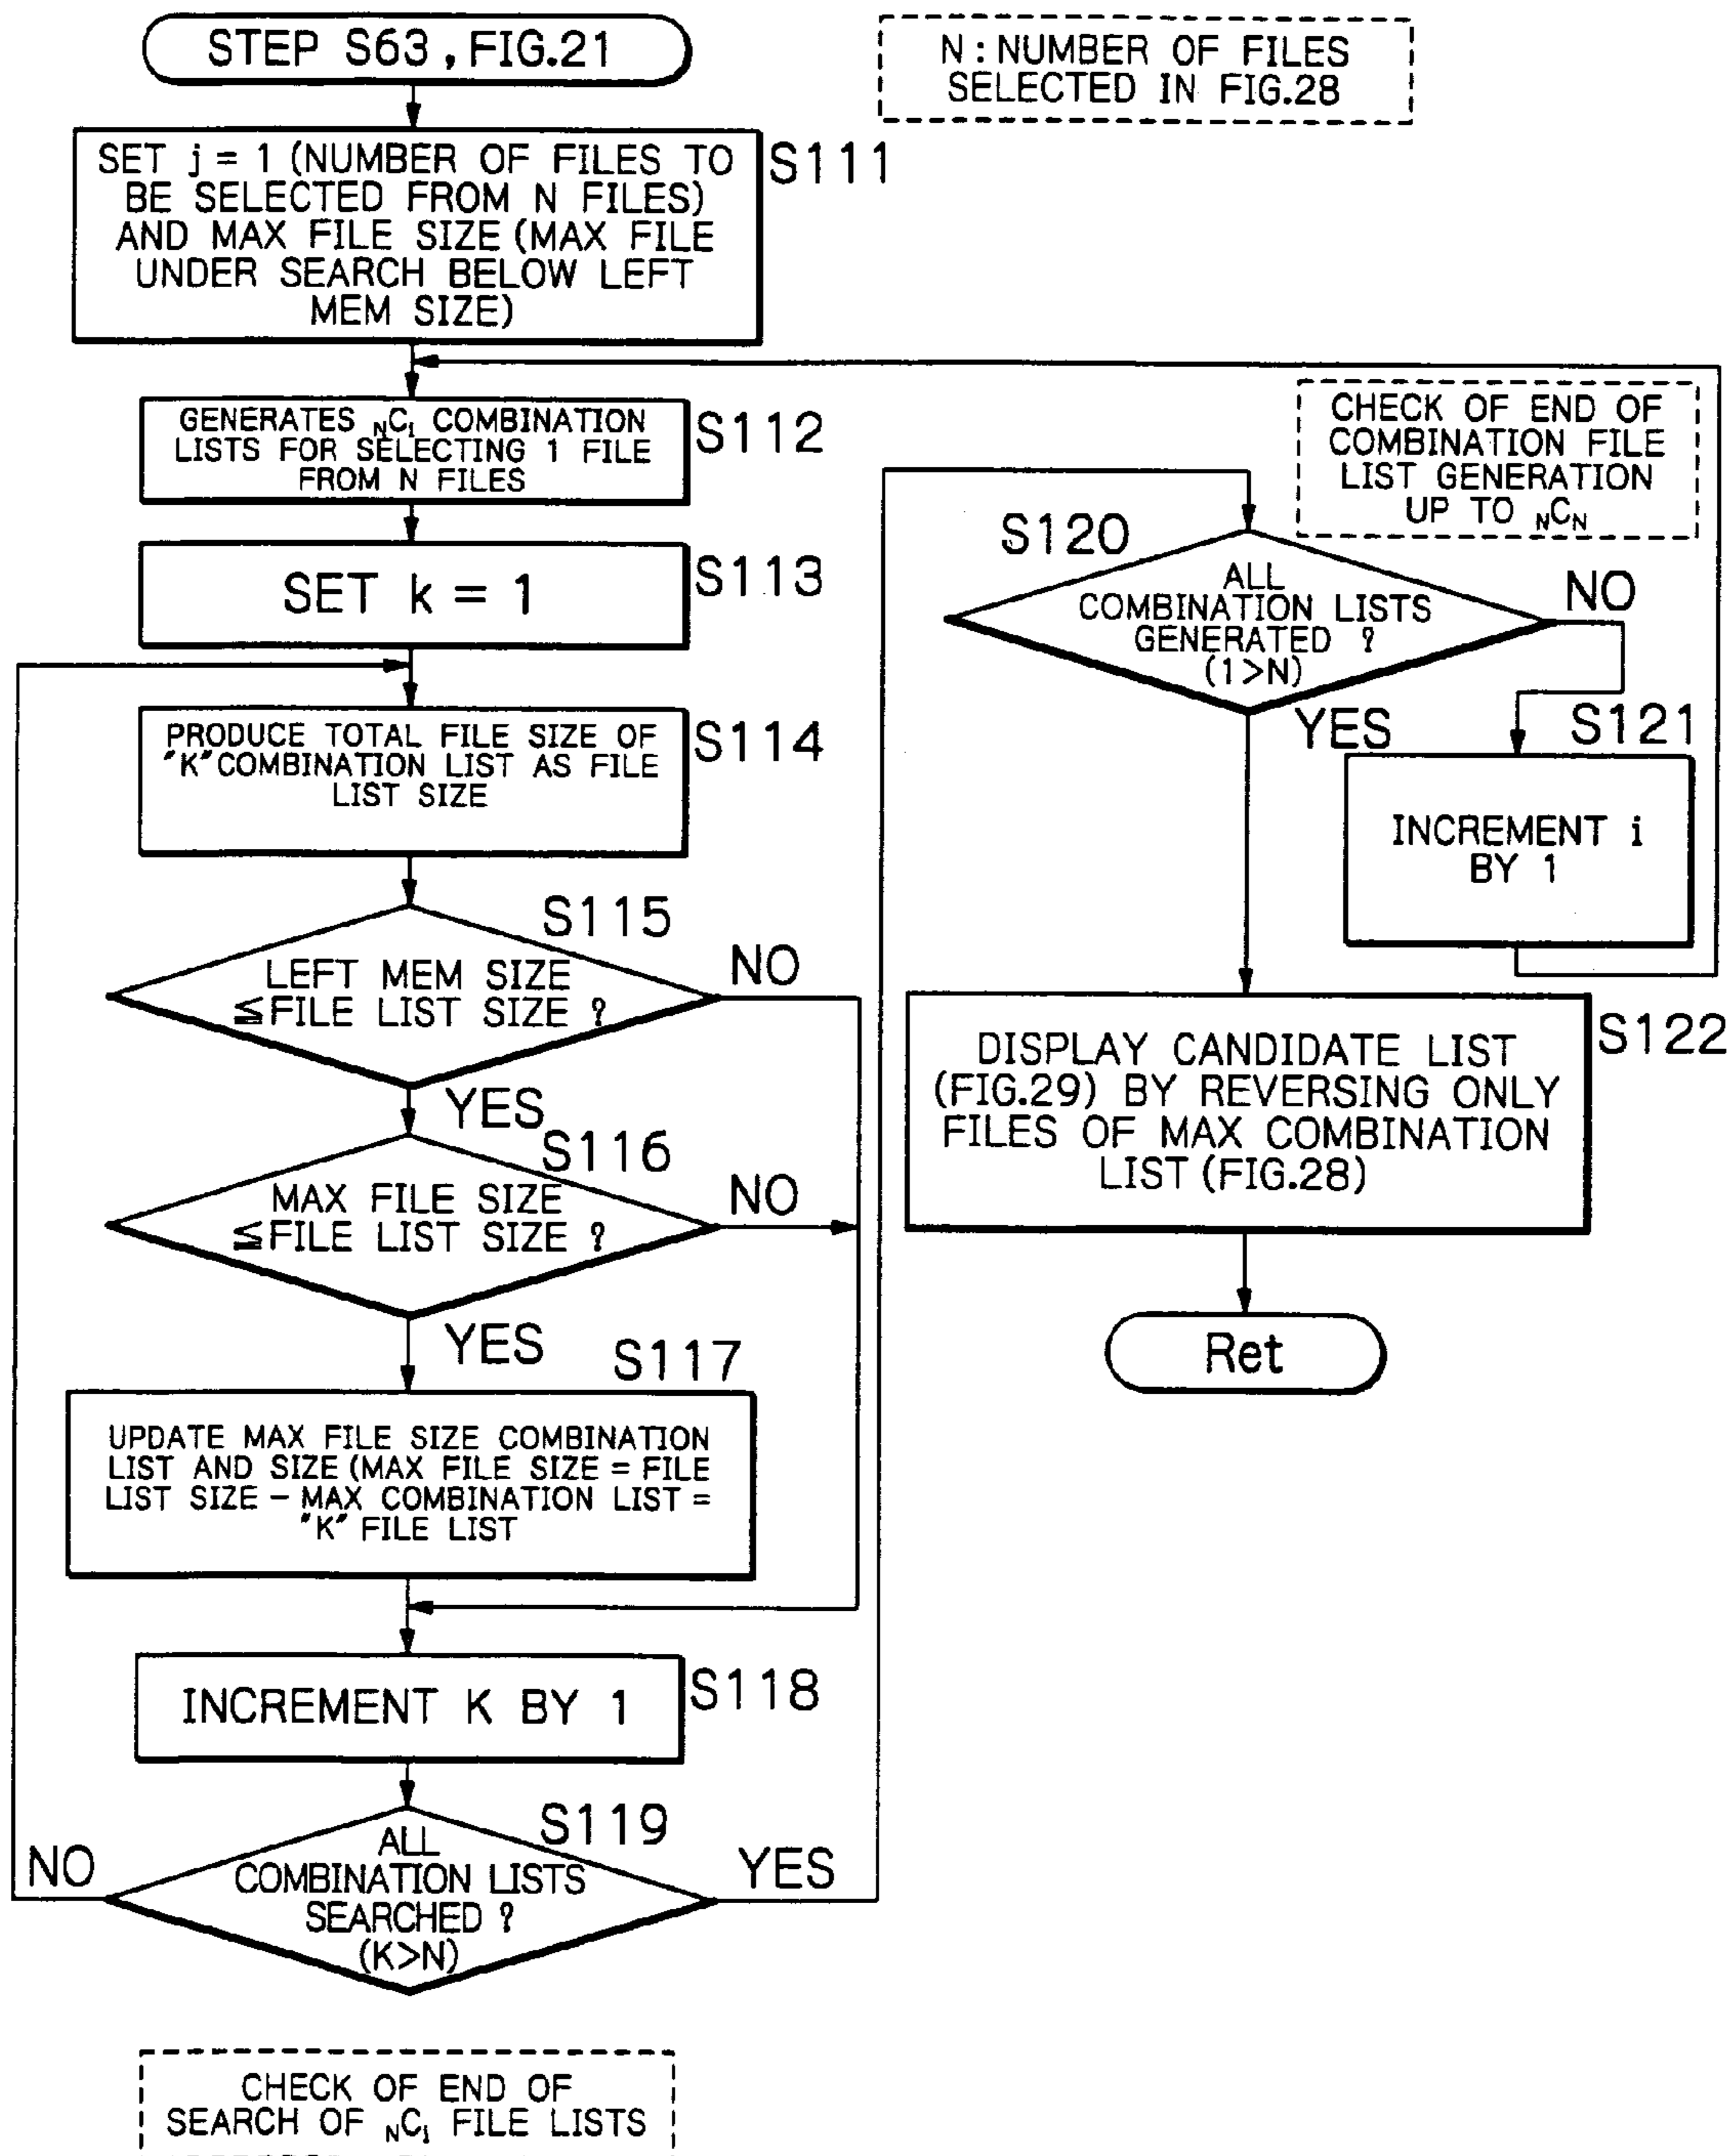 STEP S63, FIG.21
N : NUMBER OF FILES
SELECTED IN FIG.28
SET j = 1 (NUMBER OF FILES TO
BE SELECTED FROM N FILES)
AND MAX FILE SIZE (MAX FILE
UNDER SEARCH BELOW LEFT
MEM SIZE)
S111
GENERATES NC1 COMBINATION
LISTS FOR SELECTING 1 FILE
FROM N FILES
S112
SET k = 1
S113
PRODUCE TOTAL FILE SIZE OF
"K" COMBINATION LIST AS FILE
LIST SIZE
S114
S115
LEFT MEM SIZE
≦FILE LIST SIZE ?
NO
YES
S116
MAX FILE SIZE
≦FILE LIST SIZE ?
NO
YES
S117
UPDATE MAX FILE SIZE COMBINATION
LIST AND SIZE (MAX FILE SIZE = FILE
LIST SIZE – MAX COMBINATION LIST =
"K" FILE LIST
INCREMENT K BY 1
S118
S119
ALL
COMBINATION LISTS
SEARCHED ?
(K>N)
NO
YES
CHECK OF END OF
SEARCH OF NC1 FILE LISTS
CHECK OF END OF
COMBINATION FILE
LIST GENERATION
UP TO NCN
S120
ALL
COMBINATION LISTS
GENERATED ?
(1>N)
NO
YES
S121
INCREMENT i
BY 1
DISPLAY CANDIDATE LIST
(FIG.29) BY REVERSING ONLY
FILES OF MAX COMBINATION
LIST (FIG.28)
S122
Ret